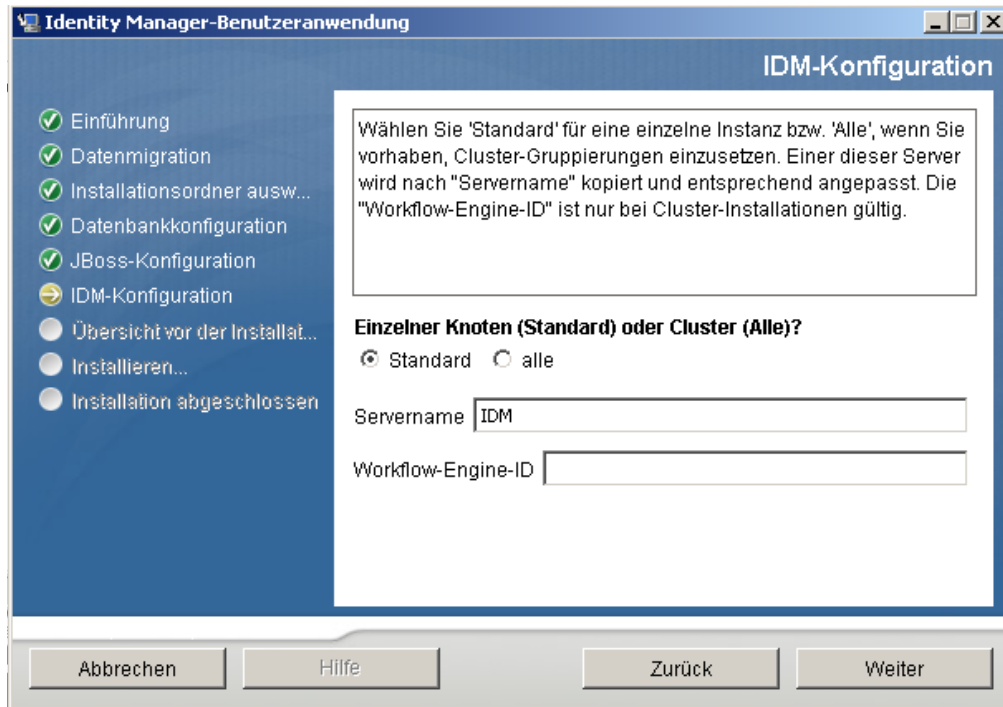 Identity Manager-Benutzeranwendung
IDM-Konfiguration
Einführung
Datenmigration
Installationsordner ausw...
Datenbankkonfiguration
JBoss-Konfiguration
IDM-Konfiguration
Übersicht vor der Installat...
Installieren...
Installation abgeschlossen
Wählen Sie 'Standard' für eine einzelne Instanz bzw. 'Alle', wenn Sie
vorhaben, Cluster-Gruppierungen einzusetzen. Einer dieser Server
wird nach "Servername" kopiert und entsprechend angepasst. Die
"Workflow-Engine-ID" ist nur bei Cluster-Installationen gültig.
Einzelner Knoten (Standard) oder Cluster (Alle)?
Standard alle
Servername IDM
Workflow-Engine-ID
Abbrechen Hilfe Zurück Weiter